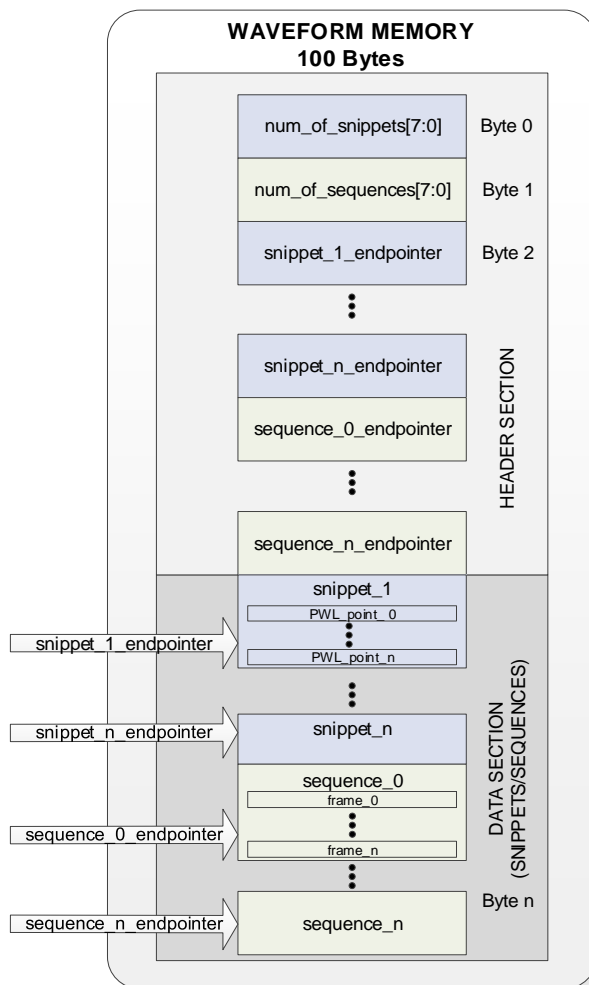 WAVEFORM MEMORY
100 Bytes
num_of_snippets[7:0]
Byte 0
num_of_sequences[7:0]
Byte 1
snippet_1_endpointer
Byte 2
snippet_n_endpointer
sequence_0_endpointer
sequence_n_endpointer
HEADER SECTION
snippet_1
PWL_point_0
snippet_1_endpointer
PWL_point_n
snippet_n_endpointer
snippet_n
sequence_0
frame_0
sequence_0_endpointer
frame_n
DATA SECTION
(SNIPPETS/SEQUENCES)
Byte n
sequence_n_endpointer
sequence_n